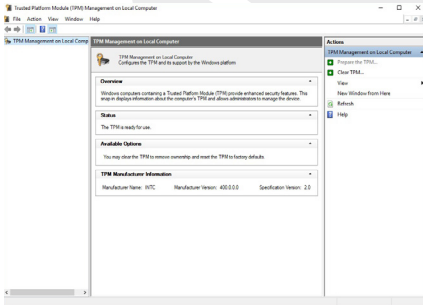 Trusted Platform Module (TPM) Management on Local Computer
File Action View Window Help
TPM Management on Local Comp
TPM Management on Local Computer
TPM Management on Local Computer
Configures the TPM and its support by the Windows platform
Overview
Windows computers containing a Trusted Platform Module (TPM) provide enhanced security features. This
snap-in displays information about the computer's TPM and allows administrators to manage the device.
Status
The TPM is ready for use.
Available Options
You may clear the TPM to remove ownership and reset the TPM to factory defaults.
TPM Manufacturer Information
Manufacturer Name: INTC Manufacturer Version: 400.0.0.0 Specification Version: 2.0
Actions
TPM Management on Local Computer
Prepare the TPM...
Clear TPM...
View
New Window from Here
Refresh
Help